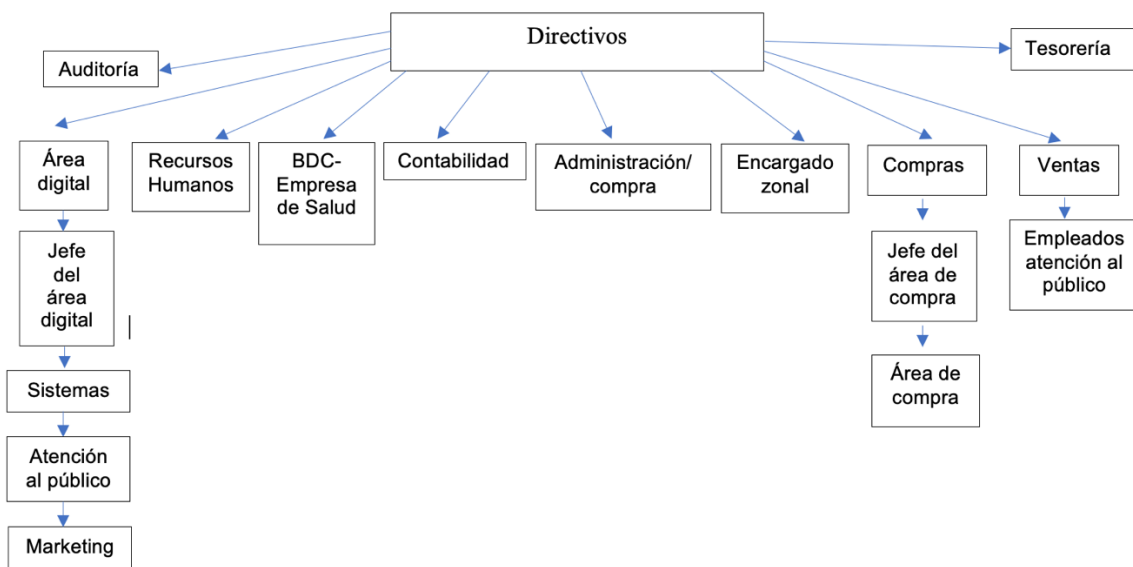 Directivos
Auditoría
Tesorería
Área
digital
Recursos
Humanos
BDC-
Empresa
de Salud
Contabilidad
Administración/
compra
Encargado
zonal
Compras
Ventas
Jefe
del
área
digital
Jefe del
área de
compra
Empleados
atención al
público
Sistemas
Área de
compra
Atención
al público
Marketing